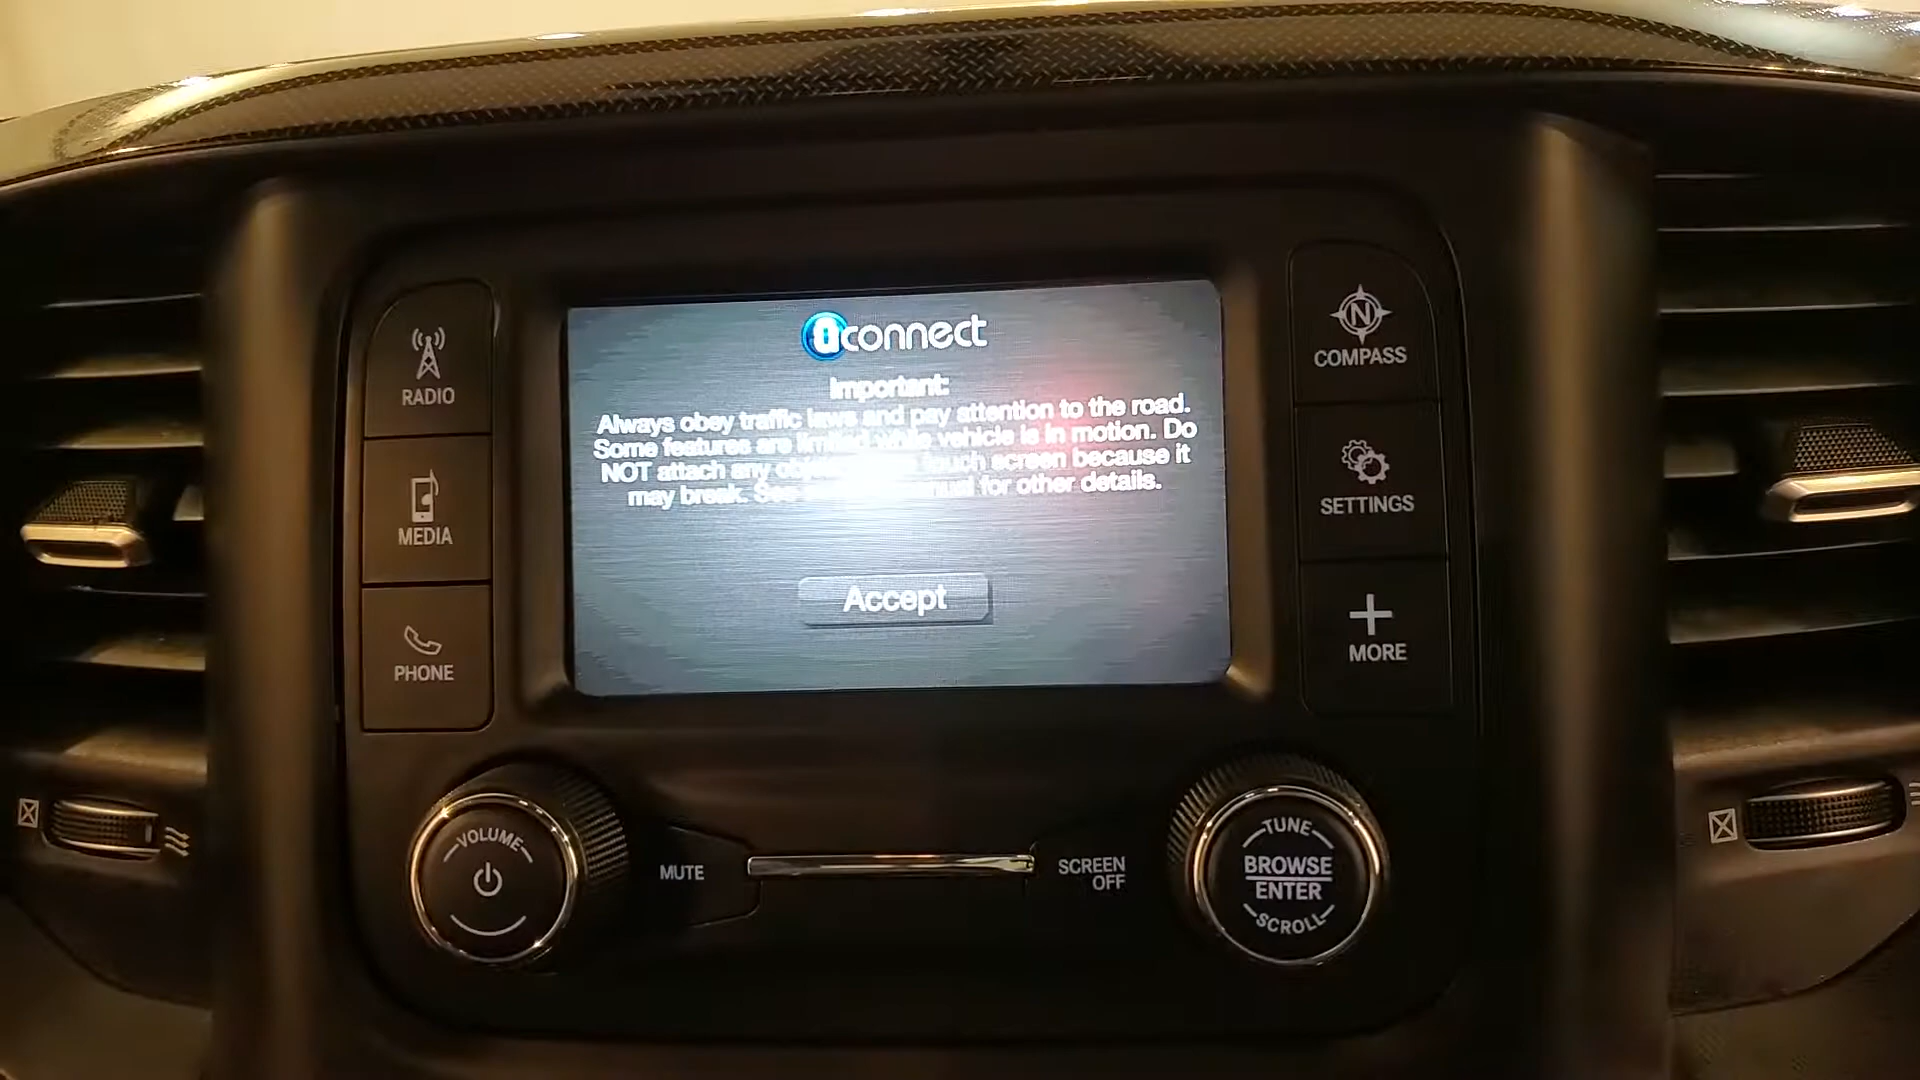 uconnect
Important:
Always obey traffic laws and pay attention to the road.
Some features are limited while vehicle is in motion. Do
NOT attach any touch screen because it
may break. See for other details.
Accept
RADIO
MEDIA
PHONE
N
COMPASS
SETTINGS
MORE
VOLUME
MUTE
SCREEN
OFF
TUNE
BROWSE
ENTER
SCROLL